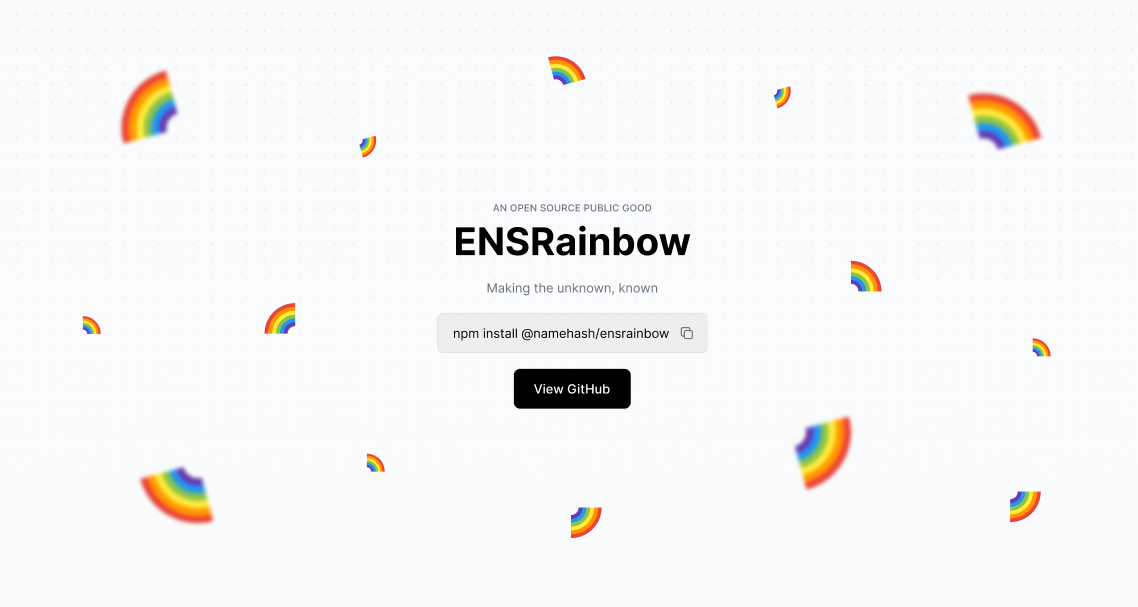 AN OPEN SOURCE PUBLIC GOOD
ENSRainbow
Making the unknown, known
npm install @namehash/ensrainbow
View GitHub